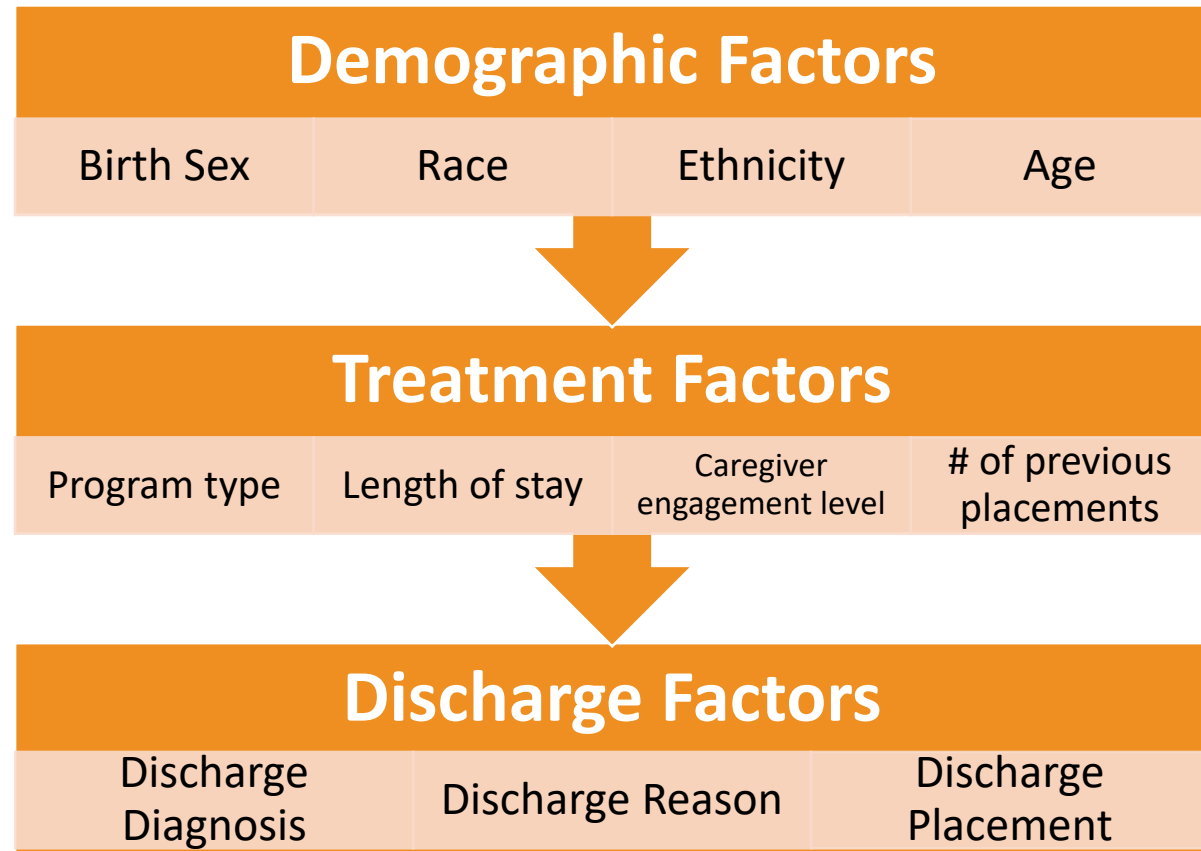 Demographic Factors
Birth Sex Race Ethnicity Age
Treatment Factors
Program type Length of stay Caregiver engagement level # of previous placements
Discharge Factors
Discharge Diagnosis Discharge Reason Discharge Placement